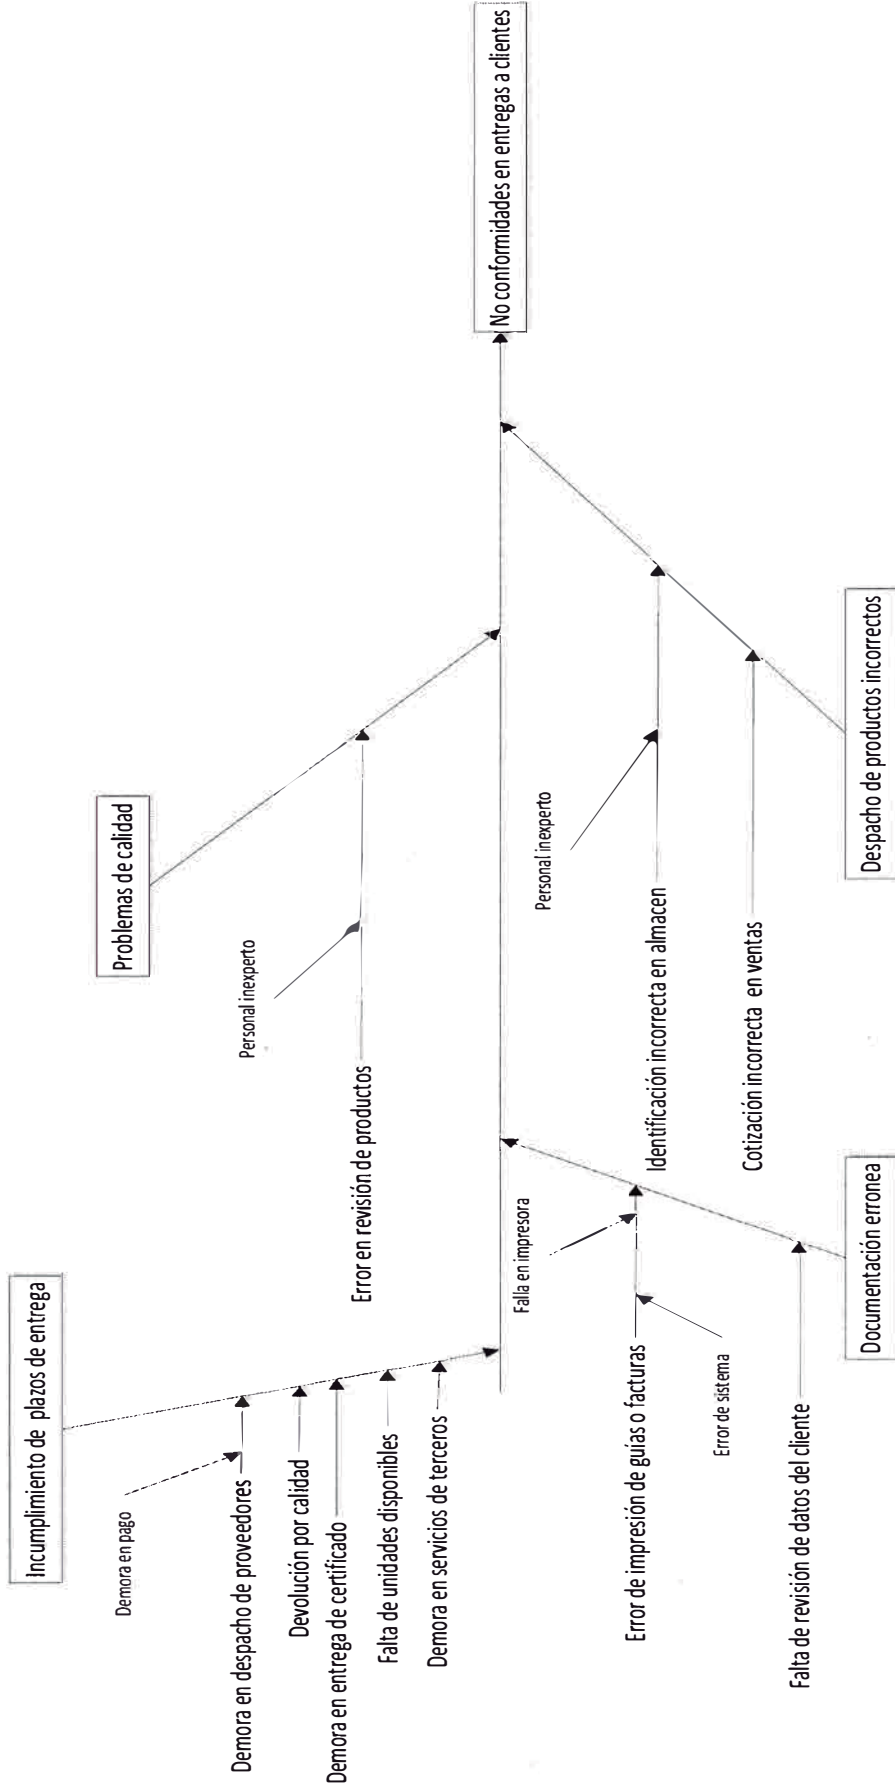 Incumplimiento de plazos de entrega
Demora en pago
Demora en despacho de proveedores
Devolución por calidad
Demora en entrega de certificado
Falta de unidades disponibles
Demora en servicios de terceros
Problemas de calidad
Personal inexperto
Error en revisión de productos
No conformidades en entregas a clientes
Falla en impresora
Error de impresión de guías o facturas
Error de sistema
Falta de revisión de datos del cliente
Documentación erronea
Personal inexperto
Identificación incorrecta en almacen
Cotización incorrecta en ventas
Despacho de productos incorrectos